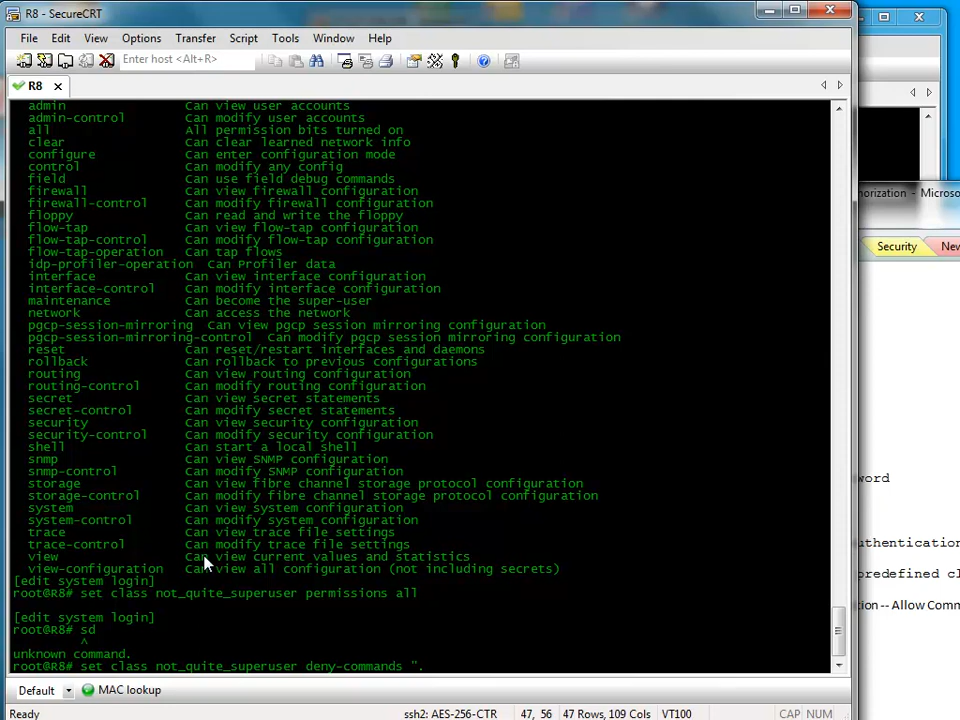 R8 - SecureCRT
File Edit View Options Transfer Script Tools Window Help
Enter host <Alt+R>
R8
admin Can view user accounts
admin-control Can modify user accounts
all All permission bits turned on
clear Can clear learned network info
configure Can enter configuration mode
control Can modify any config
field Can use field debug commands
firewall Can view firewall configuration
firewall-control Can modify firewall configuration
floppy Can read and write the floppy
flow-tap Can view flow-tap configuration
flow-tap-control Can modify flow-tap configuration
flow-tap-operation Can tap flows
idp-profiler-operation Can Profiler data
interface Can view interface configuration
interface-control Can modify interface configuration
maintenance Can become the super-user
network Can access the network
pgcp-session-mirroring Can view pgcp session mirroring configuration
pgcp-session-mirroring-control Can modify pgcp session mirroring configuration
reset Can reset/restart interfaces and daemons
rollback Can rollback to previous configurations
routing Can view routing configuration
routing-control Can modify routing configuration
secret Can view secret statements
secret-control Can modify secret statements
security Can view security configuration
security-control Can modify security configuration
shell Can start a local shell
snmp Can view SNMP configuration
snmp-control Can modify SNMP configuration
storage Can view fibre channel storage protocol configuration
storage-control Can modify fibre channel storage protocol configuration
system Can view system configuration
system-control Can modify system configuration
trace Can view trace file settings
trace-control Can modify trace file settings
view Can view current values and statistics
view-configuration Can view all configuration (not including secrets)
[edit system login]
root@R8# set class not_quite_superuser permissions all
[edit system login]
root@R8# sd
^
unknown command.
root@R8# set class not_quite_superuser deny-commands ".
Default MAC lookup
Ready ssh2: AES-256-CTR 47, 56 47 Rows, 109 Cols VT100 CAP NUM
orization - Microso
Security New
word
uthentication
predefined cl
ion -- Allow Comm